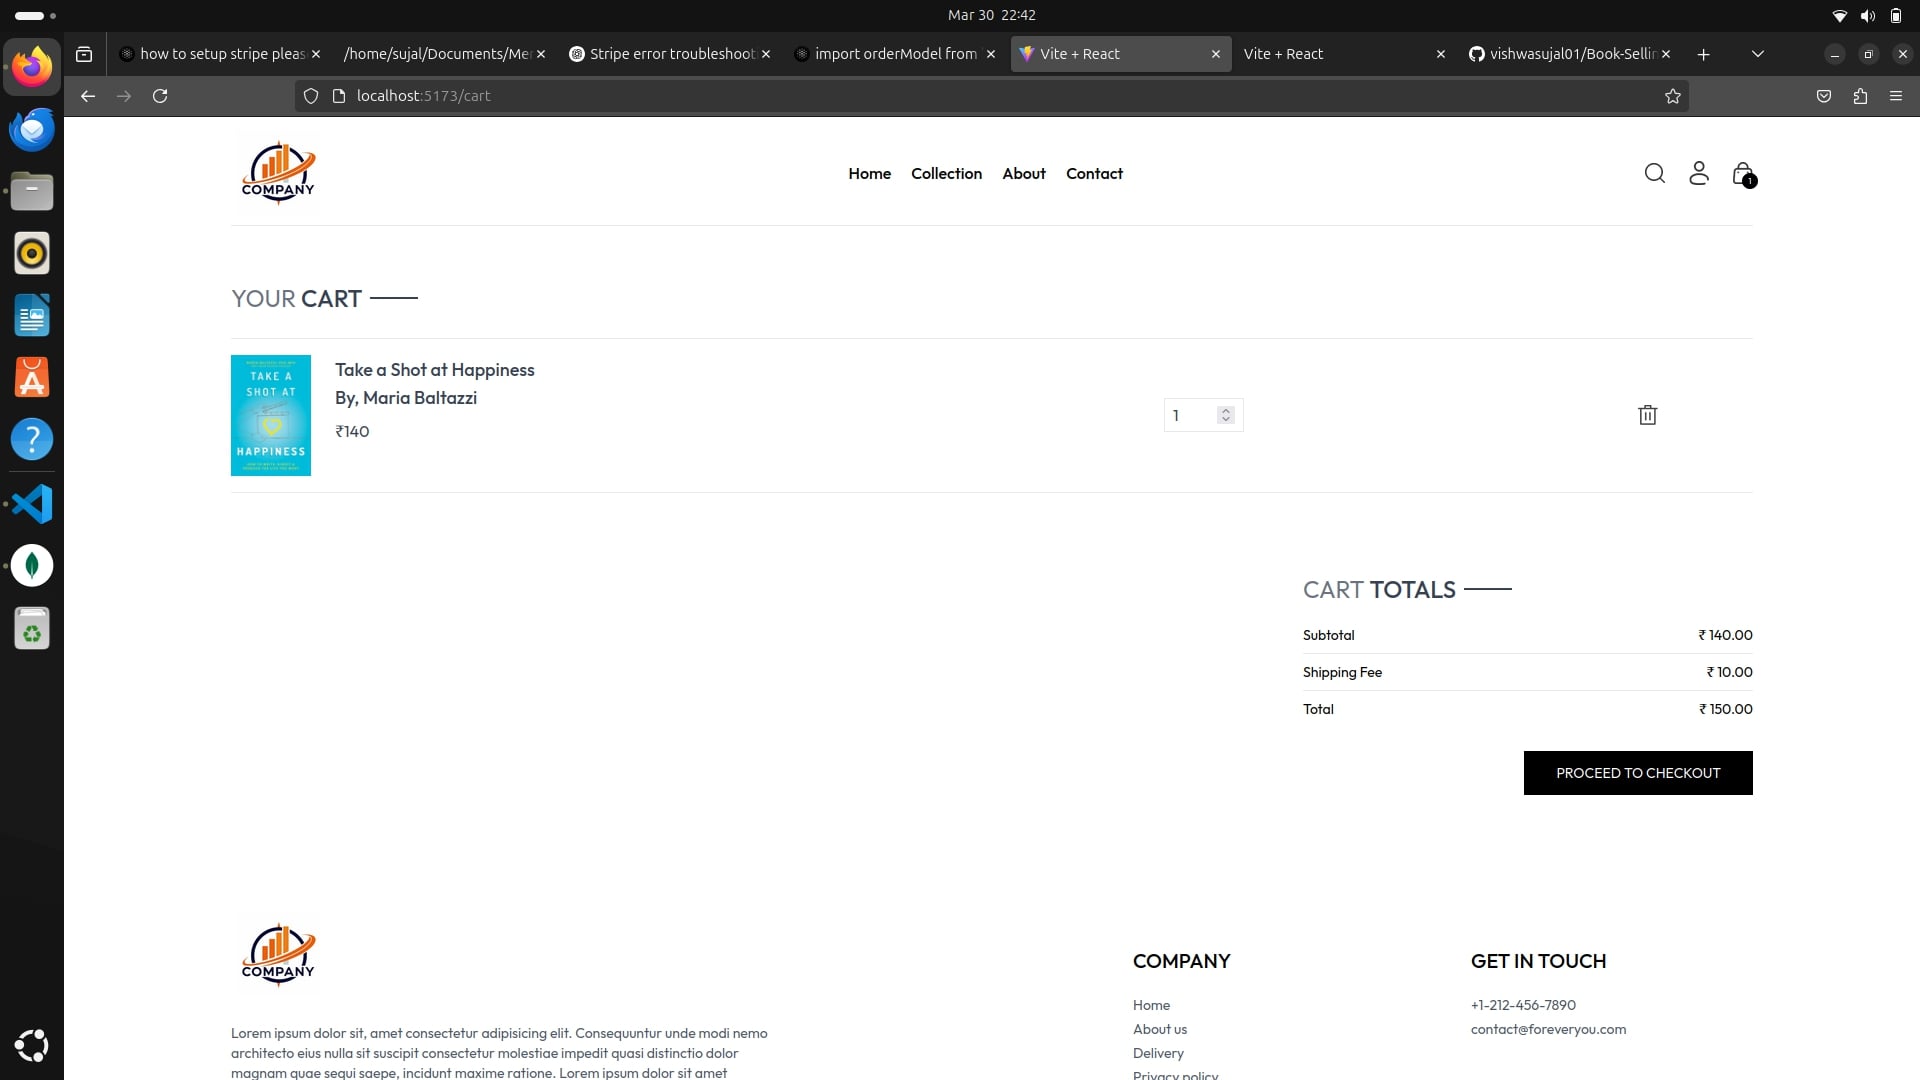 Mar 30 22:42
how to setup stripe pleas
/home/sujal/Documents/Mer
Stripe error troubleshoot
import orderModel from
Vite + React
Vite + React
vishwasujal01/Book-Sellin
localhost:5173/cart
COMPANY
Home
Collection
About
Contact
1
YOUR CART
TAKE A
SHOT AT
HAPPINESS
Take a Shot at Happiness
By, Maria Baltazzi
₹140
1
CART TOTALS
Subtotal ₹ 140.00
Shipping Fee ₹ 10.00
Total ₹ 150.00
PROCEED TO CHECKOUT
COMPANY
Lorem ipsum dolor sit, amet consectetur adipisicing elit. Consequuntur unde modi nemo
architecto eius nulla sit suscipit consectetur molestiae impedit quasi distinctio dolor
magnam quae sequi saepe, incidunt maxime ratione. Lorem ipsum dolor sit amet
COMPANY
Home
About us
Delivery
Privacy policy
GET IN TOUCH
+1-212-456-7890
contact@foreveryou.com